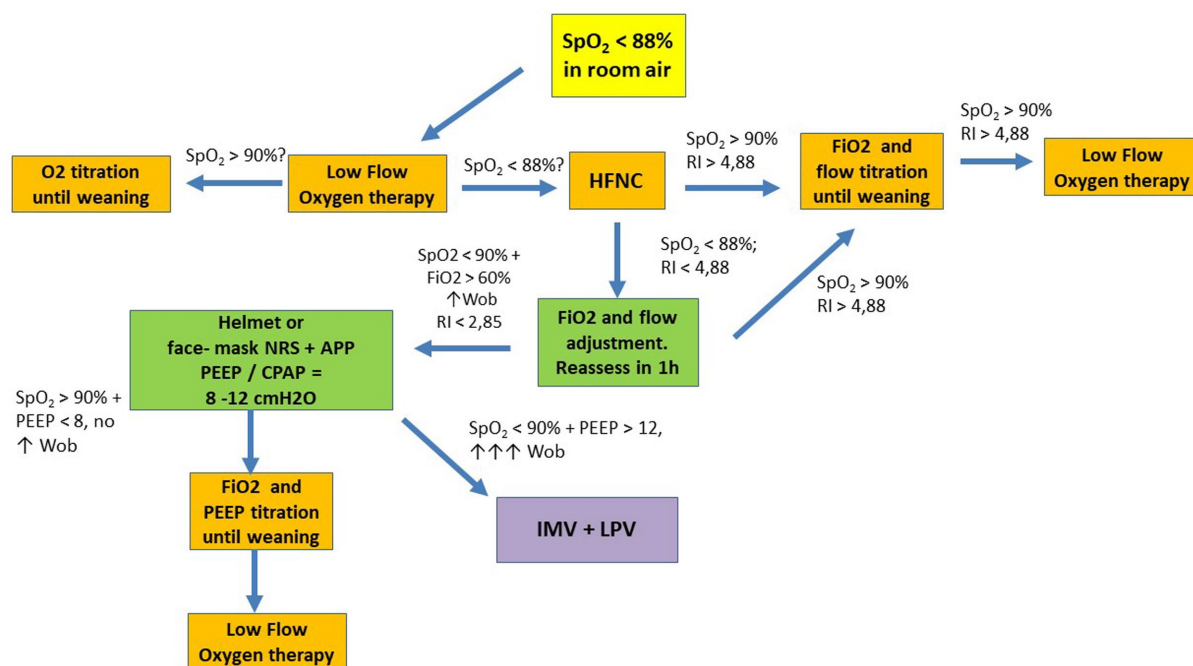 SpO₂ < 88%
in room air
SpO₂ > 90%?
O2 titration
until weaning
Low Flow
Oxygen therapy
SpO₂ < 88%?
HFNC
SpO₂ > 90%
RI > 4,88
FiO2 and
flow titration
until weaning
SpO₂ > 90%
RI > 4,88
Low Flow
Oxygen therapy
SpO₂ < 88%;
RI < 4,88
SpO₂ > 90%
RI > 4,88
SpO2 < 90% +
FiO2 > 60%
↑Wob
RI < 2,85
FiO2 and flow
adjustment.
Reassess in 1h
Helmet or
face- mask NRS + APP
PEEP / CPAP =
8 -12 cmH2O
SpO₂ > 90% +
PEEP < 8, no
↑ Wob
SpO₂ < 90% + PEEP > 12,
↑↑↑ Wob
FiO2 and
PEEP titration
until weaning
IMV + LPV
Low Flow
Oxygen therapy